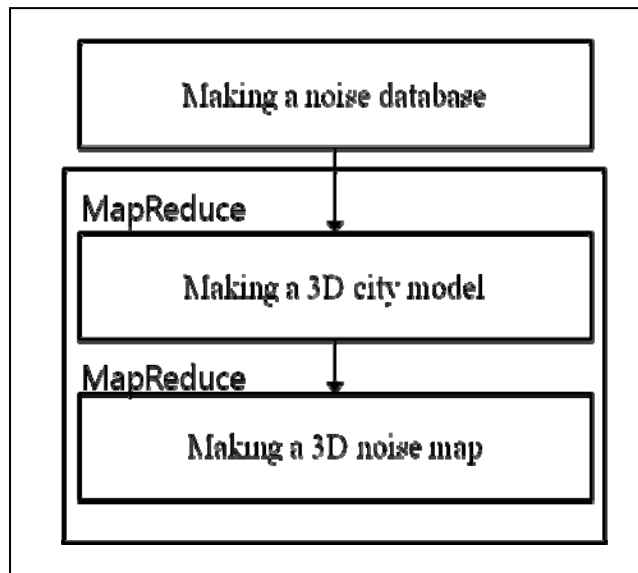 Making a noise database
MapReduce
Making a 3D city model
MapReduce
Making a 3D noise map